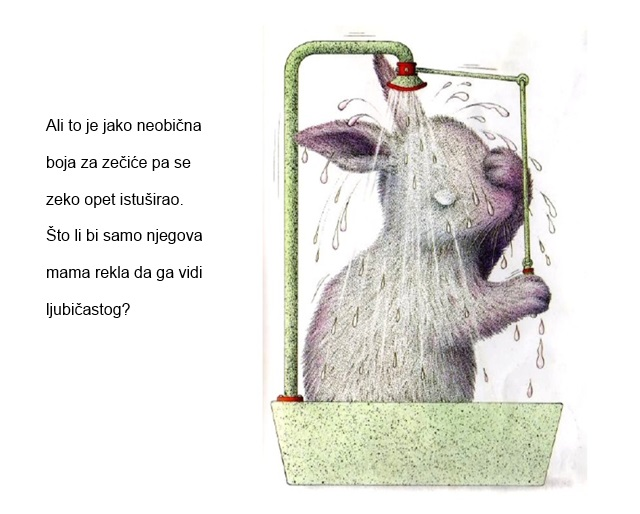 Ali to je jako neobična
boja za zečiće pa se
zeko opet istuširao.
Što li bi samo njegova
mama rekla da ga vidi
ljubičastog?